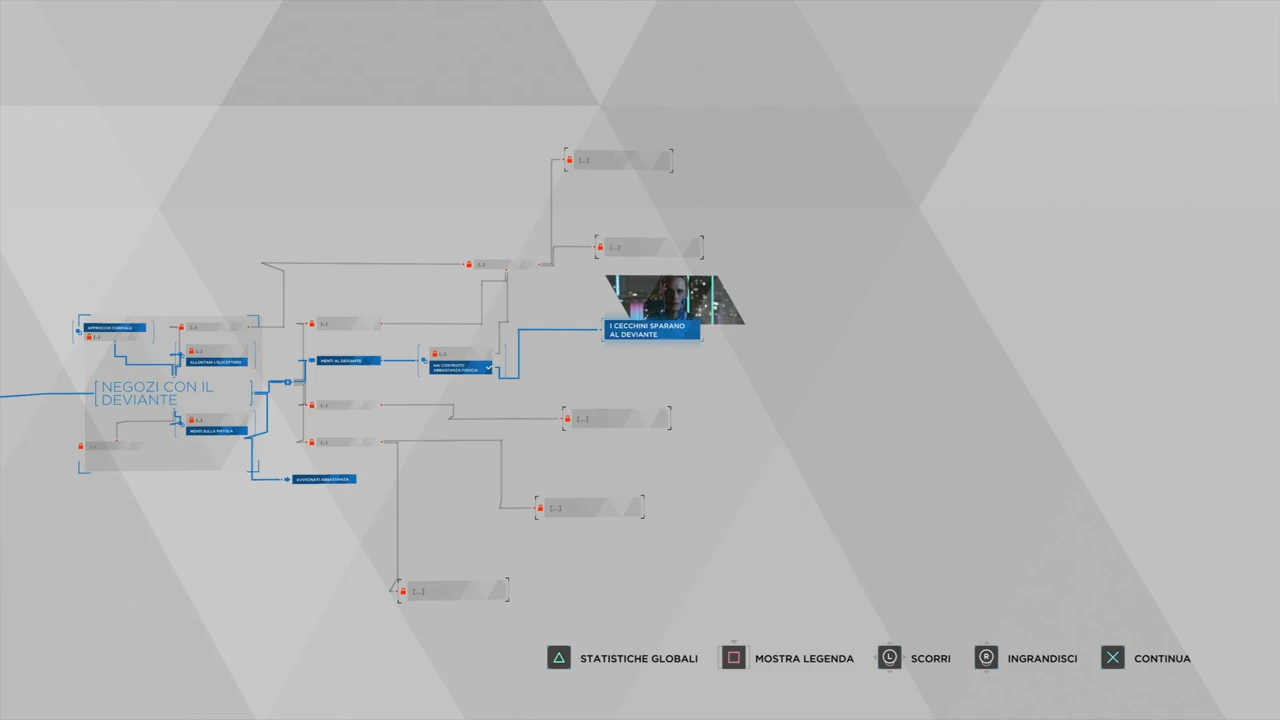 [...]
[...]
[...]
I CECCHINI SPARANO
AL DEVIANTE
APPROCCIO CORDIALE
[...]
[...]
[...]
[...]
ALLONTANI L'ELICOTTERO
MENTI AL DEVIANTE
[...]
HAI COSTRUITO
ABBASTANZA FIDUCIA
NEGOZI CON IL
DEVIANTE
[...]
[...]
[...]
MENTI SULLA PISTOLA
[...]
[...]
AVVICINATI ABBASTANZA
[...]
[...]
STATISTICHE GLOBALI
MOSTRA LEGENDA
L
SCORRI
R
INGRANDISCI
CONTINUA